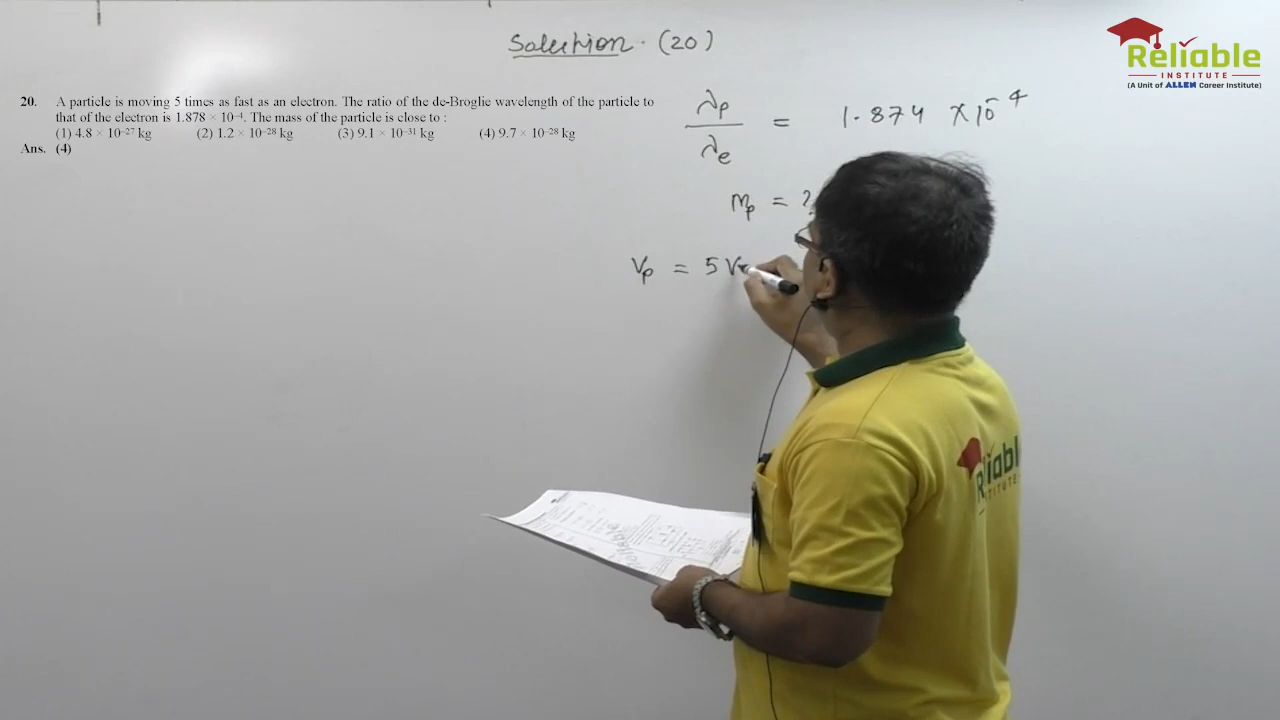 Solution. (20)
Reliable
INSTITUTE
(A Unit of ALLEN Career Institute)
20. A particle is moving 5 times as fast as an electron. The ratio of the de-Broglie wavelength of the particle to
that of the electron is 1.878 × 10⁻⁴. The mass of the particle is close to :
(1) 4.8 × 10⁻²⁷ kg (2) 1.2 × 10⁻²⁸ kg (3) 9.1 × 10⁻³¹ kg (4) 9.7 × 10⁻²⁸ kg
Ans. (4)
λp / λe = 1.874 × 10⁻⁴
mp = ?
Vp = 5 V
Reliable
INSTITUTE